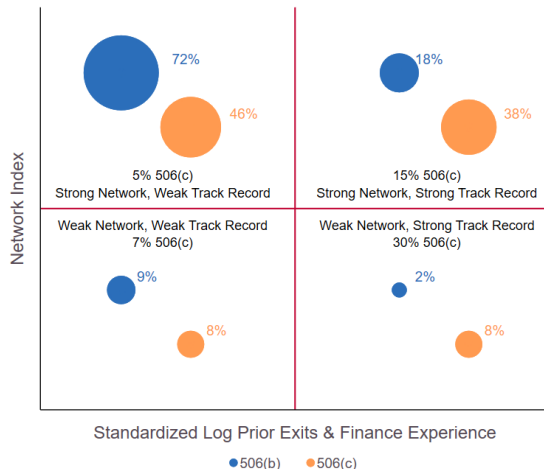 72%
18%
46%
38%
5% 506(c)
Strong Network, Weak Track Record
15% 506(c)
Strong Network, Strong Track Record
Network Index
Weak Network, Weak Track Record
7% 506(c)
Weak Network, Strong Track Record
30% 506(c)
9%
2%
8%
8%
Standardized Log Prior Exits & Finance Experience
506(b) 506(c)